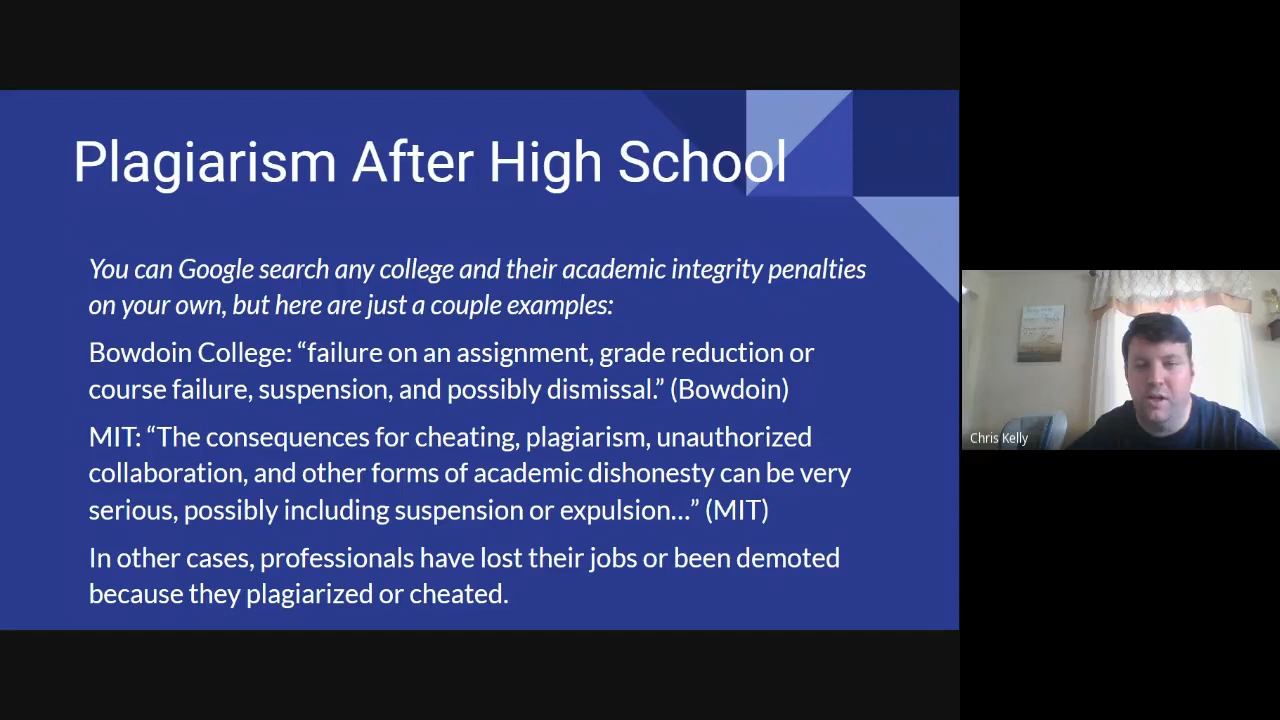 Plagiarism After High School
You can Google search any college and their academic integrity penalties
on your own, but here are just a couple examples:
Bowdoin College: “failure on an assignment, grade reduction or
course failure, suspension, and possibly dismissal.” (Bowdoin)
MIT: “The consequences for cheating, plagiarism, unauthorized
collaboration, and other forms of academic dishonesty can be very
serious, possibly including suspension or expulsion...” (MIT)
In other cases, professionals have lost their jobs or been demoted
because they plagiarized or cheated.
Chris Kelly